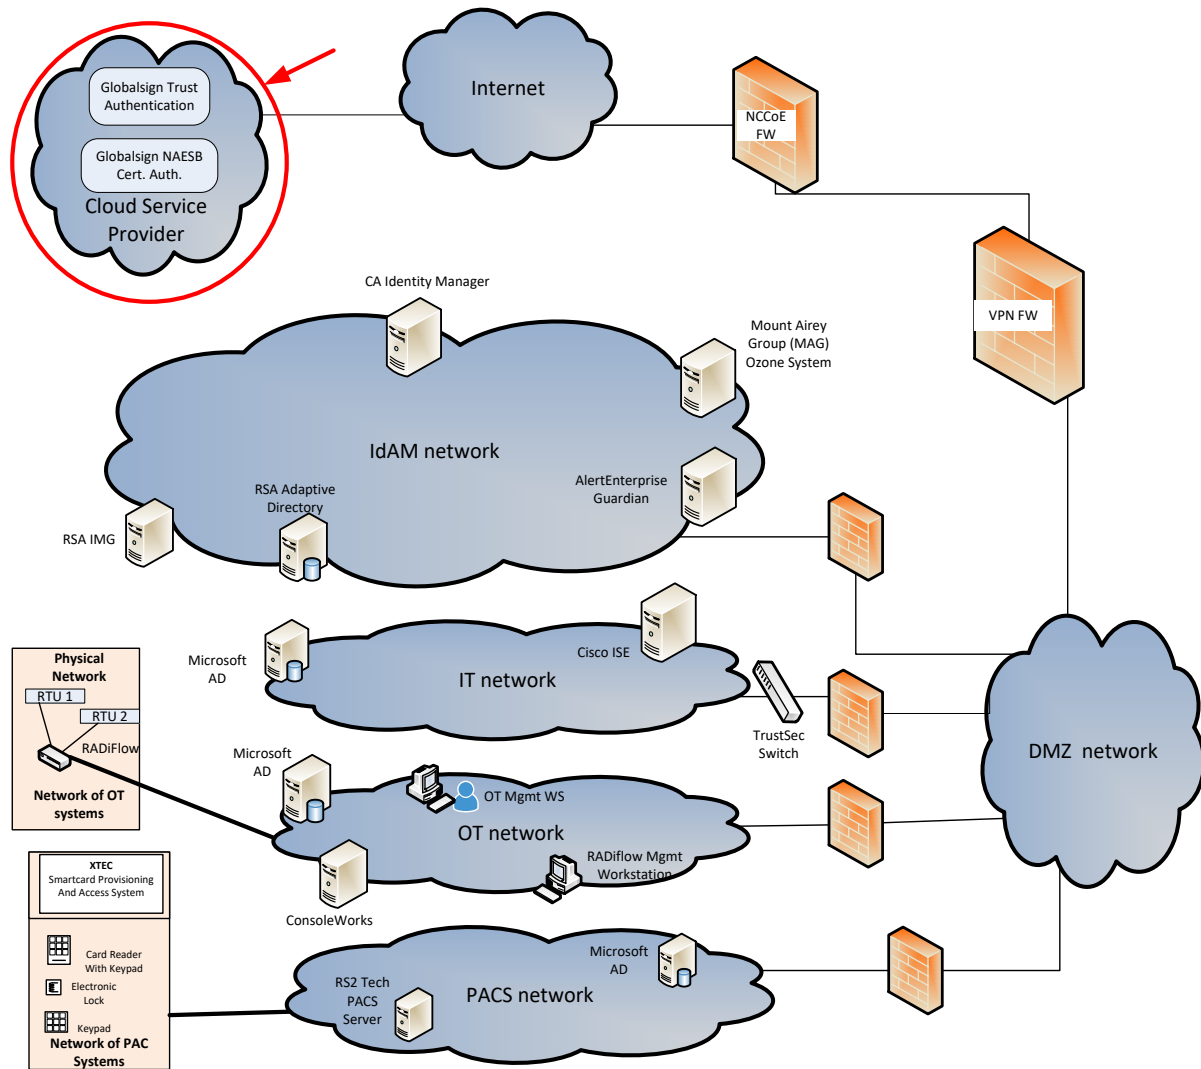 Globalsign Trust
Authentication
Globalsign NAESB
Cert. Auth.
Cloud Service
Provider
Internet
NCCoE
FW
VPN FW
CA Identity Manager
Mount Airey
Group (MAG)
Ozone System
IdAM network
AlertEnterprise
Guardian
RSA Adaptive
Directory
RSA IMG
Cisco ISE
Microsoft
AD
IT network
TrustSec
Switch
DMZ network
Physical
Network
RTU 1
RTU 2
RADiFlow
Network of OT
systems
Microsoft
AD
OT Mgmt WS
OT network
RADiflow Mgmt
Workstation
ConsoleWorks
XTEC
Smartcard Provisioning
And Access System
Card Reader
With Keypad
Electronic
Lock
Keypad
Network of PAC
Systems
Microsoft
AD
RS2 Tech
PACS
Server
PACS network